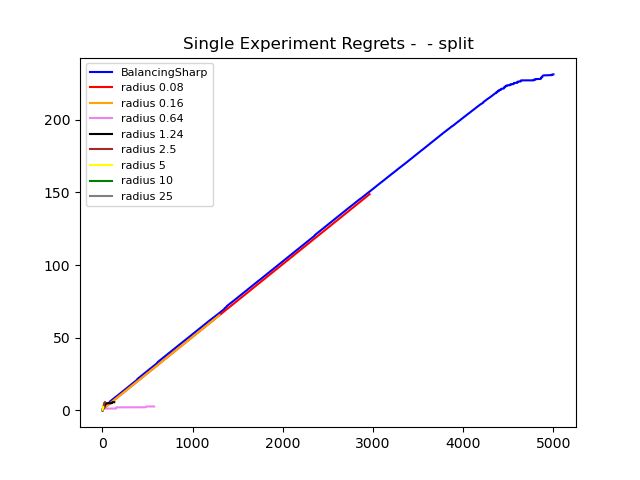 Single Experiment Regrets -  - split
BalancingSharp
radius 0.08
radius 0.16
radius 0.64
radius 1.24
radius 2.5
radius 5
radius 10
radius 25
200
150
100
50
0
0 1000 2000 3000 4000 5000